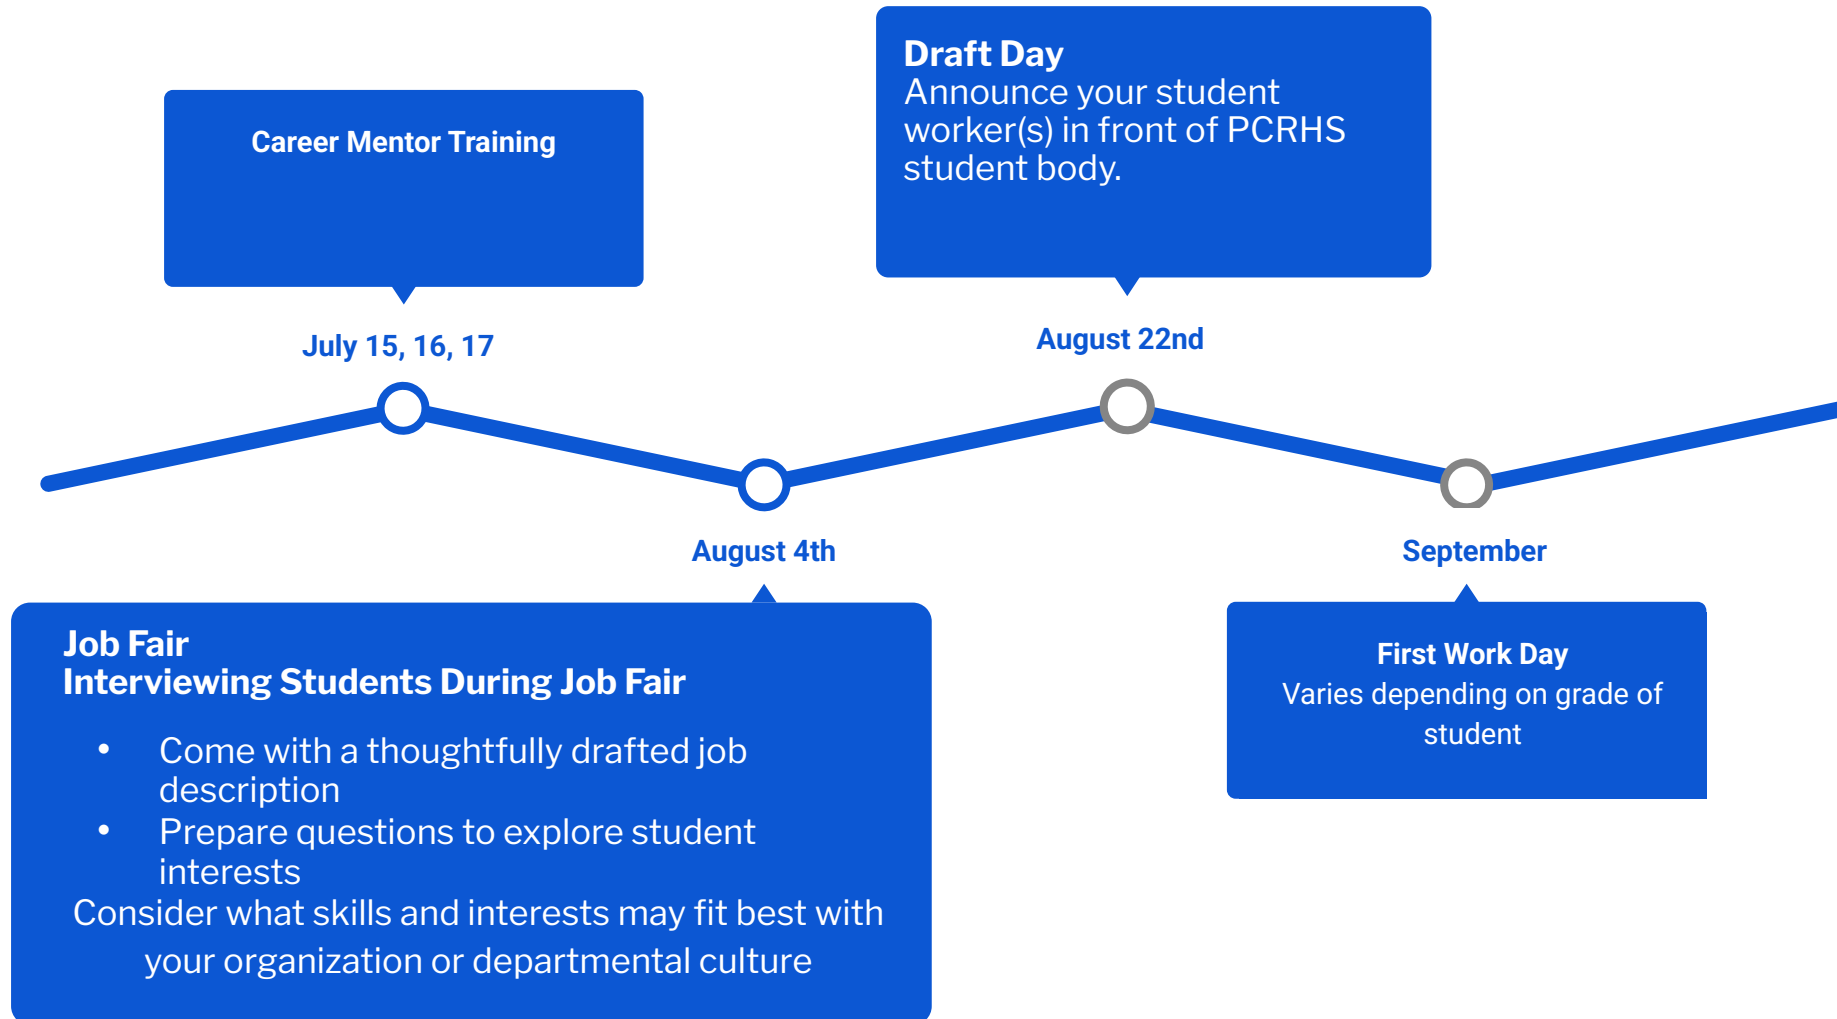 Career Mentor Training
July 15, 16, 17
Job Fair
Interviewing Students During Job Fair
• Come with a thoughtfully drafted job
description
• Prepare questions to explore student
interests
Consider what skills and interests may fit best with
your organization or departmental culture
August 4th
Draft Day
Announce your student
worker(s) in front of PCRHS
student body.
August 22nd
September
First Work Day
Varies depending on grade of
student